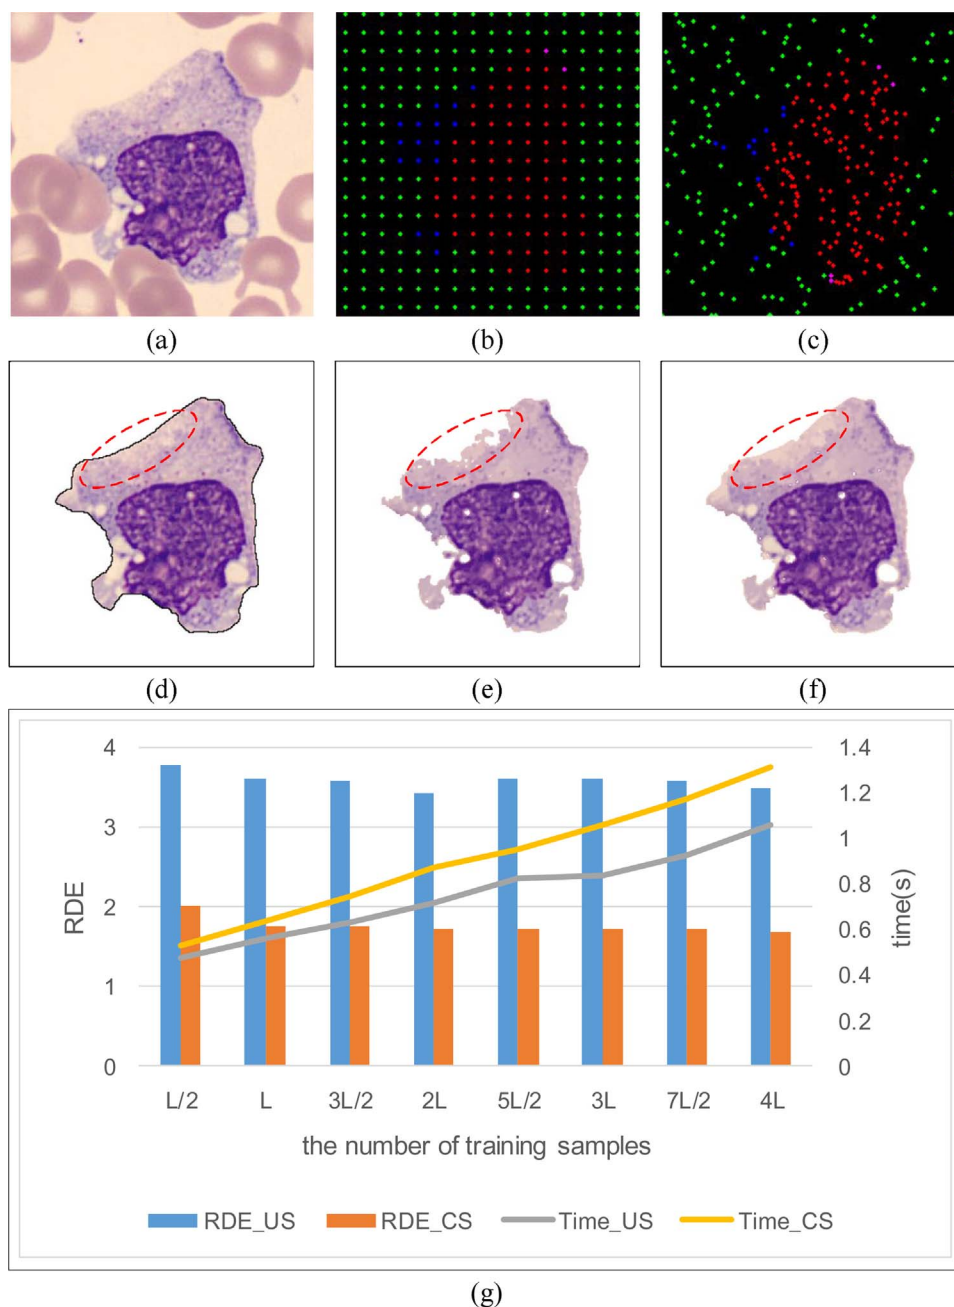 (a) (b) (c)
(d) (e) (f)
4 1.4
1.2
3 1
0.8
2 0.6
1 0.4
0.2
0 0
RDE
time(s)
L/2 L 3L/2 2L 5L/2 3L 7L/2 4L
the number of training samples
RDE_US RDE_CS Time_US Time_CS
(g)